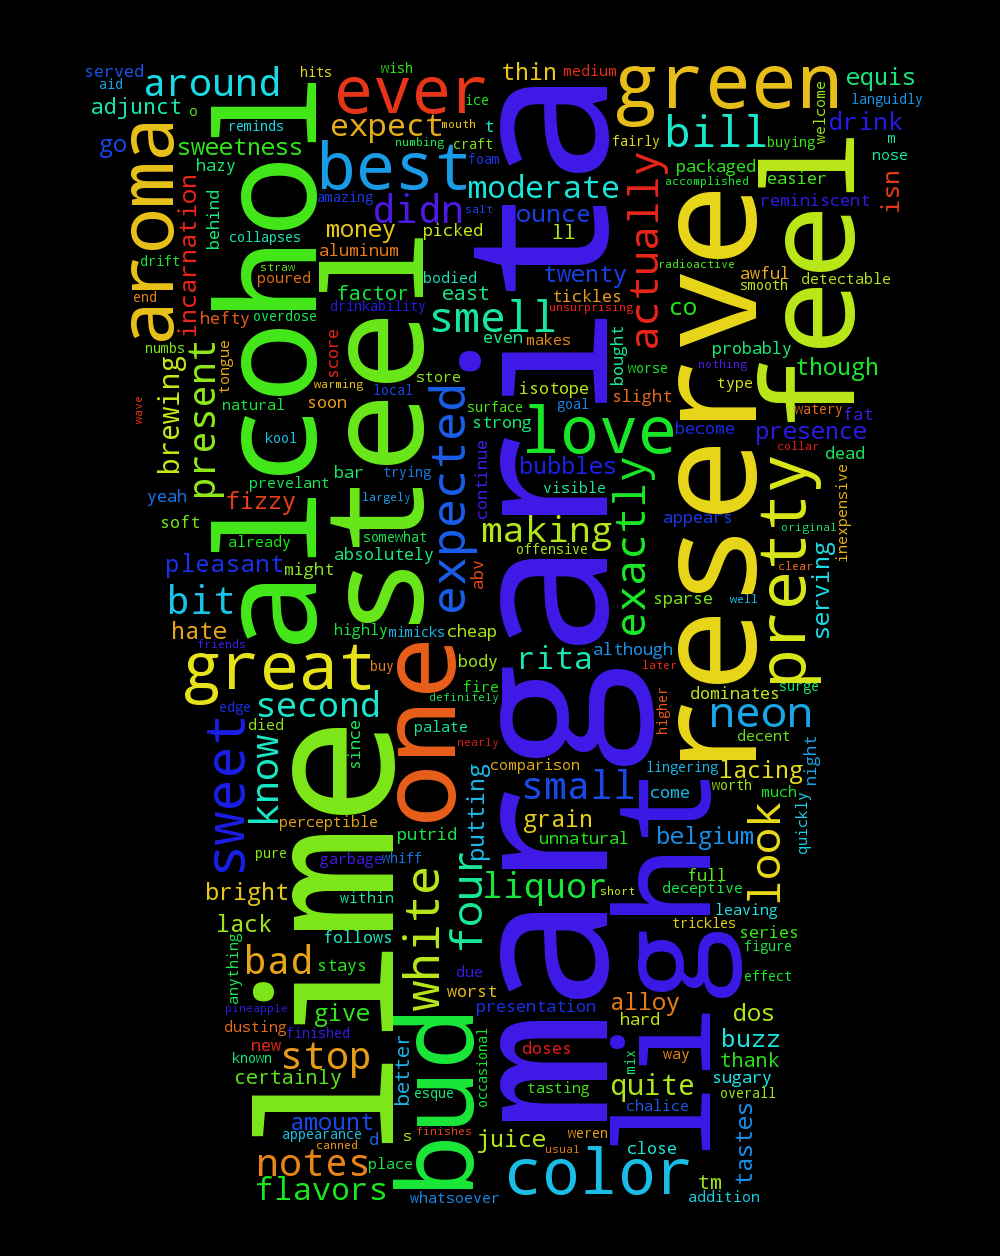 served
aid
around
hits
wish
thin
medium
green
equis
adjunct
o
ever
ice
languidly
reminds
expect
mouth
t
bill
welcome
drink
go
sweetness
numbing
craft
fairly
buying
m
aroma
hazy
best
foam
packaged
nose
alcohol
amazing
moderate
accomplished
easier
isn
incarnation
behind
didn
salt
ounce
actually
reserve
feel
reminiscent
collapses
money
picked
ll
steel
margarita
drift
straw
aluminum
radioactive
awful
poured
bodied
twenty
smooth
detectable
end
factor
east
tickles
co
hefty
overdose
drinkability
smell
unsurprising
numbs
tongue
score
even
makes
bought
probably
brewing
present
store
worse
nothing
though
warming
local
isotope
type
wave
natural
soon
expected
surface
goal
slight
watery
fat
strong
love
become
presence
kool
collar
dead
bar
trying
continue
bubbles
exactly
pretty
inexpensive
prevelant
visible
yeah
fizzy
largely
soft
making
appears
original
already
somewhat
offensive
serving
absolutely
pleasant
might
abv
clear
bit
sparse
well
hate
highly
mimicks
cheap
friends
although
great
one
buy
body
rita
later
fire
dominates
surge
second
definitely
higher
edge
neon
sweet
died
since
palate
know
nearly
decent
lime
comparison
lingering
lacing
night
putting
small
come
worth
much
perceptible
grain
quickly
putrid
unnatural
belgium
look
pure
garbage
whiff
four
white
light
full
bright
within
liquor
short
deceptive
leaving
lack
trickles
follows
series
anything
bad
stays
figure
due
effect
worst
pineapple
presentation
alloy
give
dos
dusting
finished
bud
hard
new
occasional
buzz
stop
better
doses
mix
way
known
thank
certainly
esque
tasting
quite
sugary
overall
amount
chalice
tastes
appearance
d
s
finishes
juice
weren
canned
usual
close
notes
place
color
flavors
tm
whatsoever
addition